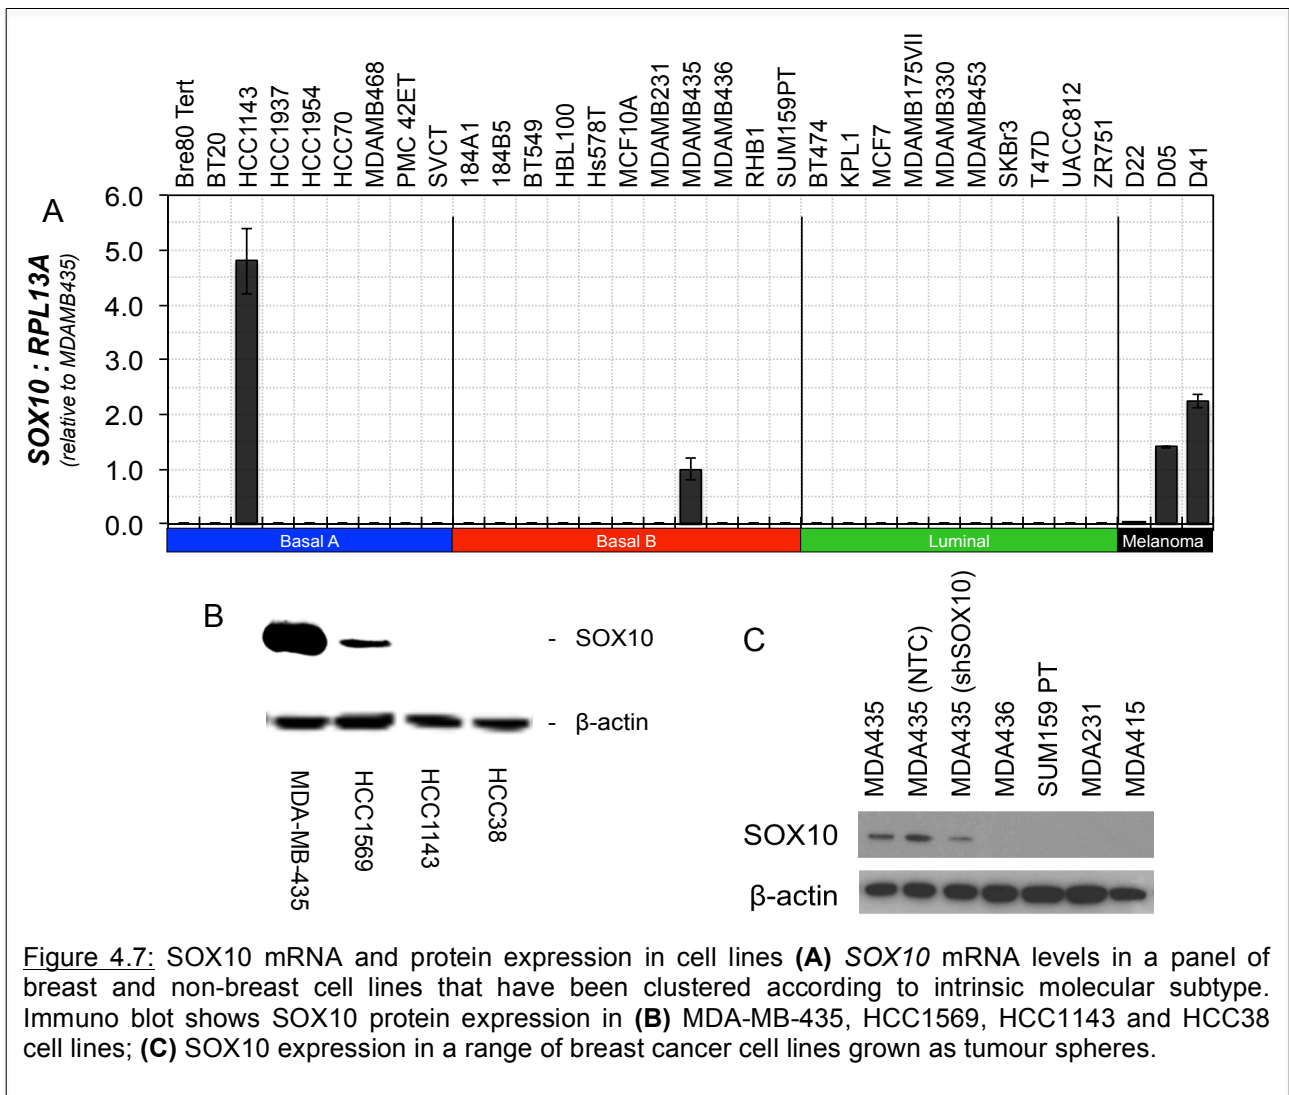 Bre80 Tert
BT20
HCC1143
HCC1937
HCC1954
HCC70
MDAMB468
PMC 42ET
SVCT
184A1
184B5
BT549
HBL100
Hs578T
MCF10A
MDAMB231
MDAMB435
MDAMB436
RHB1
SUM159PT
BT474
KPL1
MCF7
MDAMB175VII
MDAMB330
MDAMB453
SKBr3
T47D
UACC812
ZR751
D22
D05
D41
A
SOX10 : RPL13A
(relative to MDAMB435)
6.0
5.0
4.0
3.0
2.0
1.0
0.0
Basal A
Basal B
Luminal
Melanoma
B
- SOX10
- β-actin
MDA-MB-435
HCC1569
HCC1143
HCC38
C
MDA435
MDA435 (NTC)
MDA435 (shSOX10)
MDA436
SUM159 PT
MDA231
MDA415
SOX10
β-actin
Figure 4.7: SOX10 mRNA and protein expression in cell lines (A) SOX10 mRNA levels in a panel of
breast and non-breast cell lines that have been clustered according to intrinsic molecular subtype.
Immuno blot shows SOX10 protein expression in (B) MDA-MB-435, HCC1569, HCC1143 and HCC38
cell lines; (C) SOX10 expression in a range of breast cancer cell lines grown as tumour spheres.